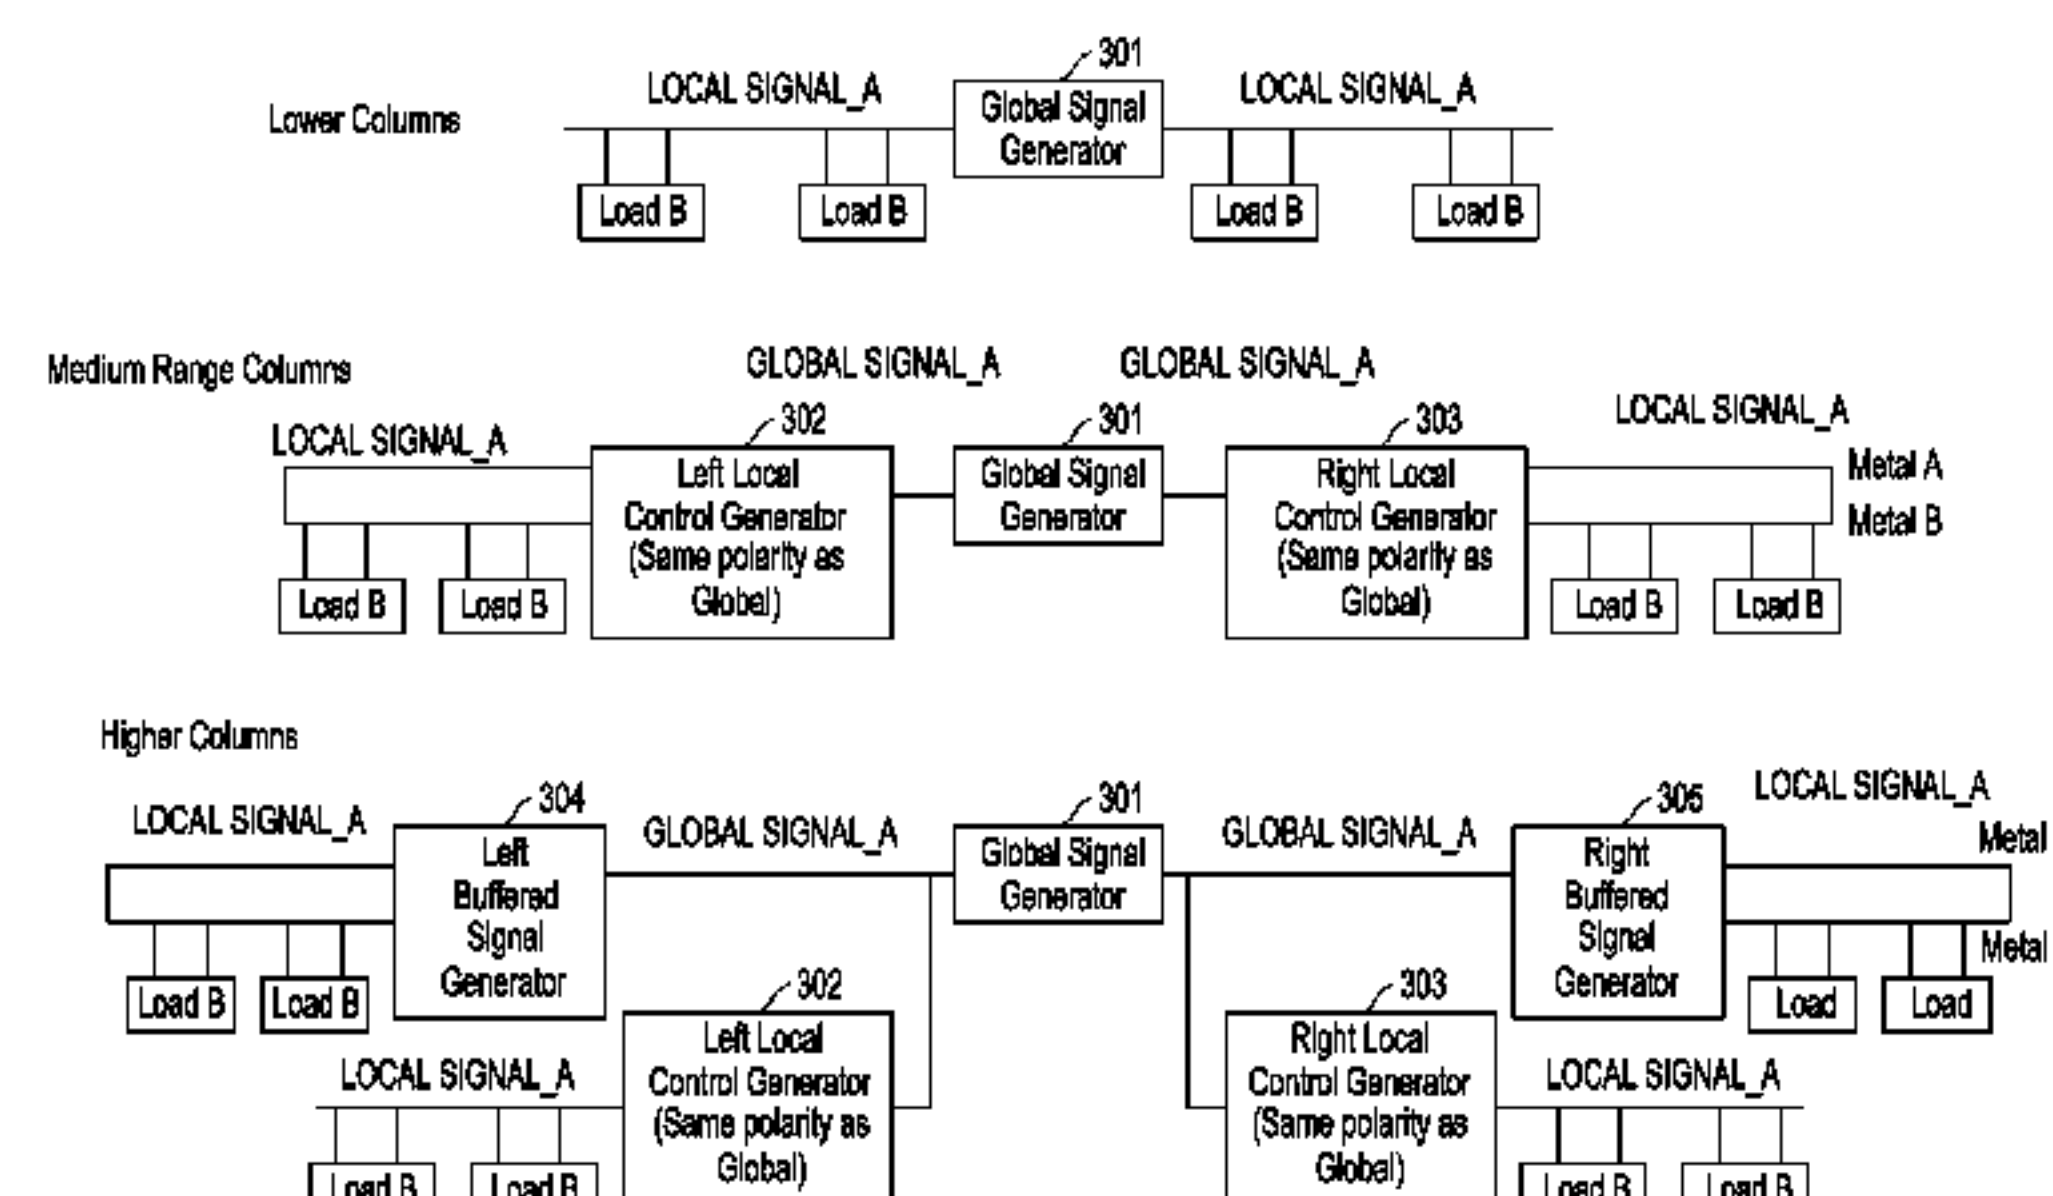 301
LOCAL SIGNAL_A
LOCAL SIGNAL_A
Lower Columns
Global Signal
Generator
Load B
Load B
Load B
Load B
GLOBAL SIGNAL_A
GLOBAL SIGNAL_A
Medium Range Columns
302
301
303
LOCAL SIGNAL_A
LOCAL SIGNAL_A
Left Local
Control Generator
(Same polarity as
Global)
Global Signal
Generator
Right Local
Control Generator
(Same polarity as
Global)
Metal A
Metal B
Load B
Load B
Load B
Load B
Higher Columns
304
301
305
LOCAL SIGNAL_A
LOCAL SIGNAL_A
GLOBAL SIGNAL_A
GLOBAL SIGNAL_A
Left
Buffered
Signal
Generator
Global Signal
Generator
Right
Buffered
Signal
Generator
Metal
Metal
Load B
Load B
Load
Load
302
303
LOCAL SIGNAL_A
LOCAL SIGNAL_A
Left Local
Control Generator
(Same polarity as
Global)
Right Local
Control Generator
(Same polarity as
Global)
Load B
Load B
Load B
Load B